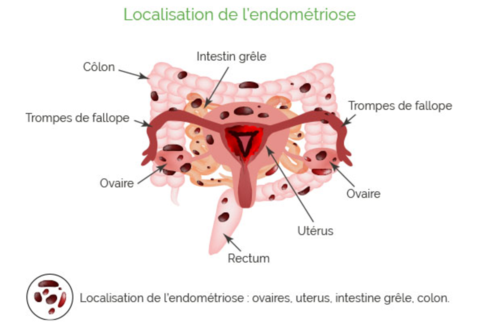 Localisation de l'endométriose
Intestin grêle
Côlon
Trompes de fallope
Trompes de fallope
Ovaire
Ovaire
Utérus
Rectum
Localisation de l'endométriose : ovaires, uterus, intestine grêle, colon.